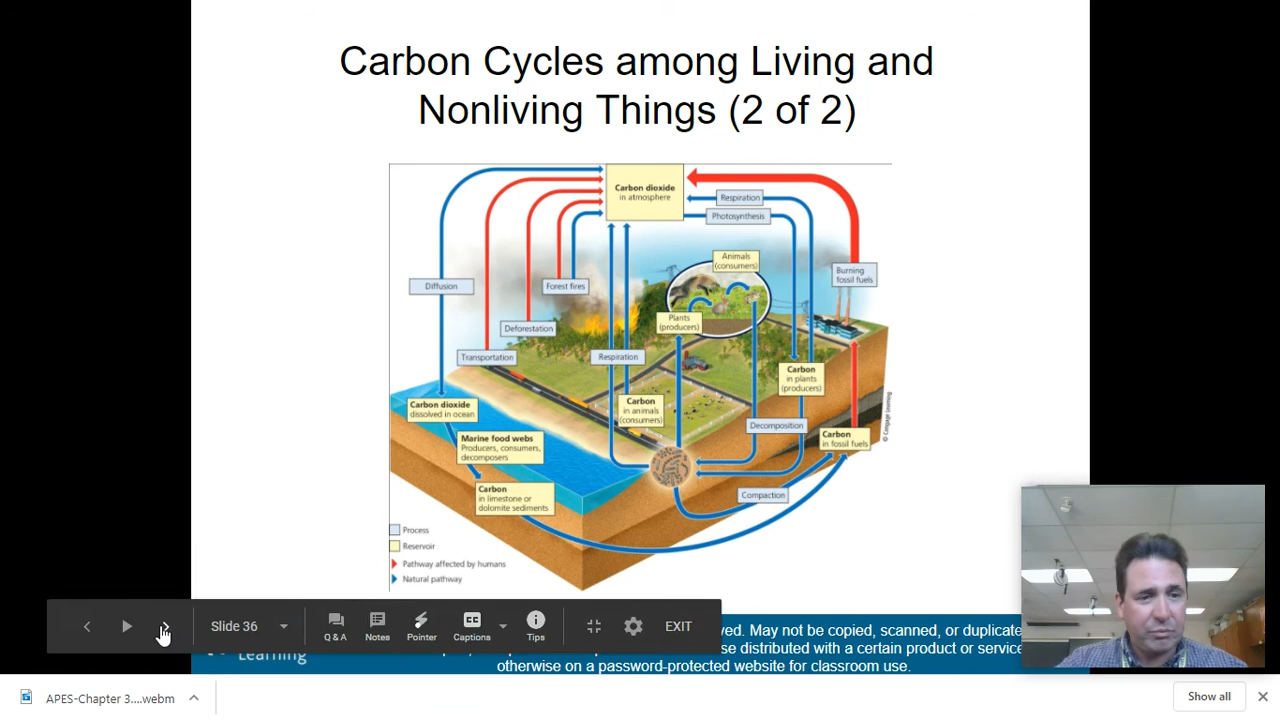 Carbon Cycles among Living and
Nonliving Things (2 of 2)
Carbon dioxide
in atmosphere
Respiration
Photosynthesis
Animals
(consumers)
Burning
fossil fuels
Diffusion
Forest fires
Plants
(producers)
Deforestation
Transportation
Respiration
Carbon
in plants
(producers)
Carbon dioxide
dissolved in ocean
Carbon
in animals
(consumers)
Decomposition
Carbon
in fossil fuels
© Cengage Learning
Marine food webs
Producers, consumers,
decomposers
Carbon
in limestone or
dolomite sediments
Compaction
Process
Reservoir
Pathway affected by humans
Natural pathway
Slide 36
Q & A
Notes
Pointer
Captions
Tips
EXIT
ved. May not be copied, scanned, or duplicate
se distributed with a certain product or service
Learning
otherwise on a password-protected website for classroom use.
APES-Chapter 3....webm
Show all